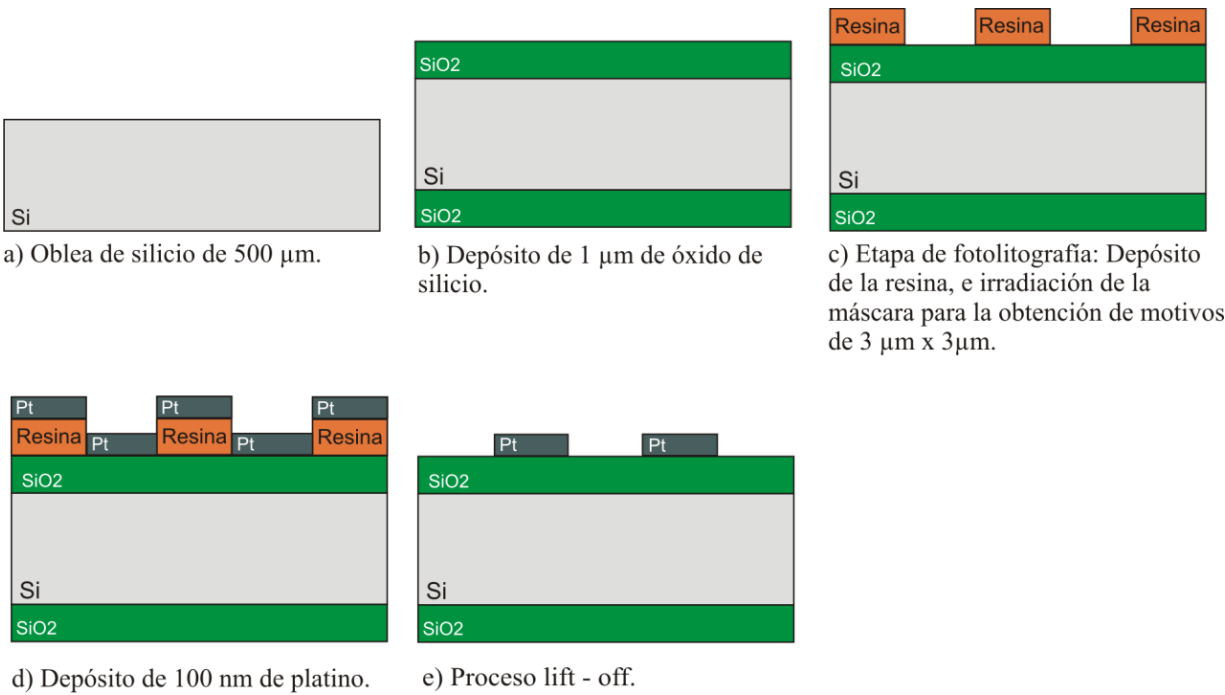 Si
a) Oblea de silicio de 500 µm.
SiO2
Si
SiO2
b) Depósito de 1 µm de óxido de
silicio.
Resina Resina Resina
SiO2
Si
SiO2
c) Etapa de fotolitografía: Depósito
de la resina, e irradiación de la
máscara para la obtención de motivos
de 3 µm x 3µm.
Pt Pt Pt
Resina Pt Resina Pt Resina
SiO2
Si
SiO2
d) Depósito de 100 nm de platino.
Pt Pt
SiO2
Si
SiO2
e) Proceso lift - off.